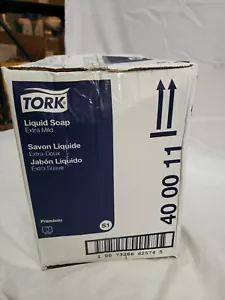 TORK
Liquid Soap
Extra Mild
Savon Liquide
Extra-Doux
Jabón Líquido
Extra Suave
Premium
S1
40 00 11
1 00 73286 62574 5